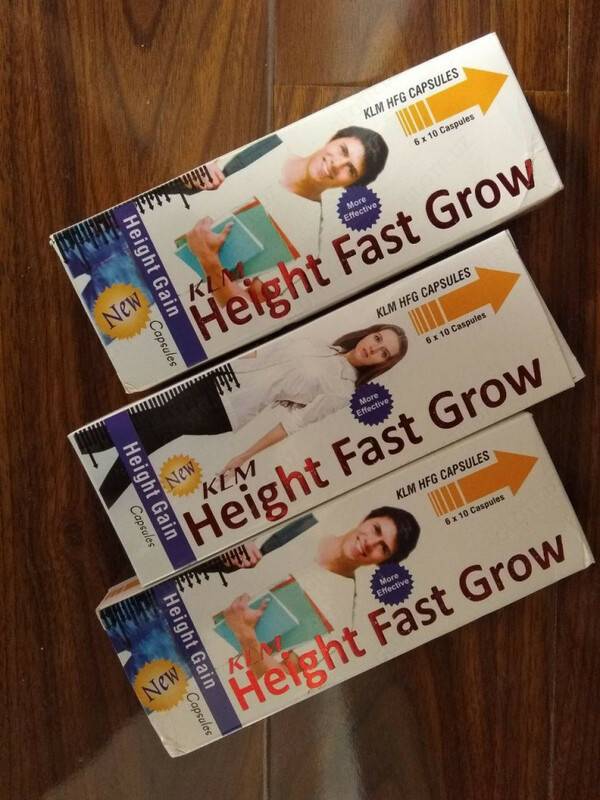 KLM HFG CAPSULES
6 x 10 Caspules
More
Effective
KLM
Height Fast Grow
Height Gain
New
Capsules
KLM HFG CAPSULES
6 x 10 Caspules
More
Effective
KLM
Height Fast Grow
Height Gain
New
Capsules
KLM HFG CAPSULES
6 x 10 Caspules
More
Effective
KLM
Height Fast Grow
Height Gain
New
Capsules